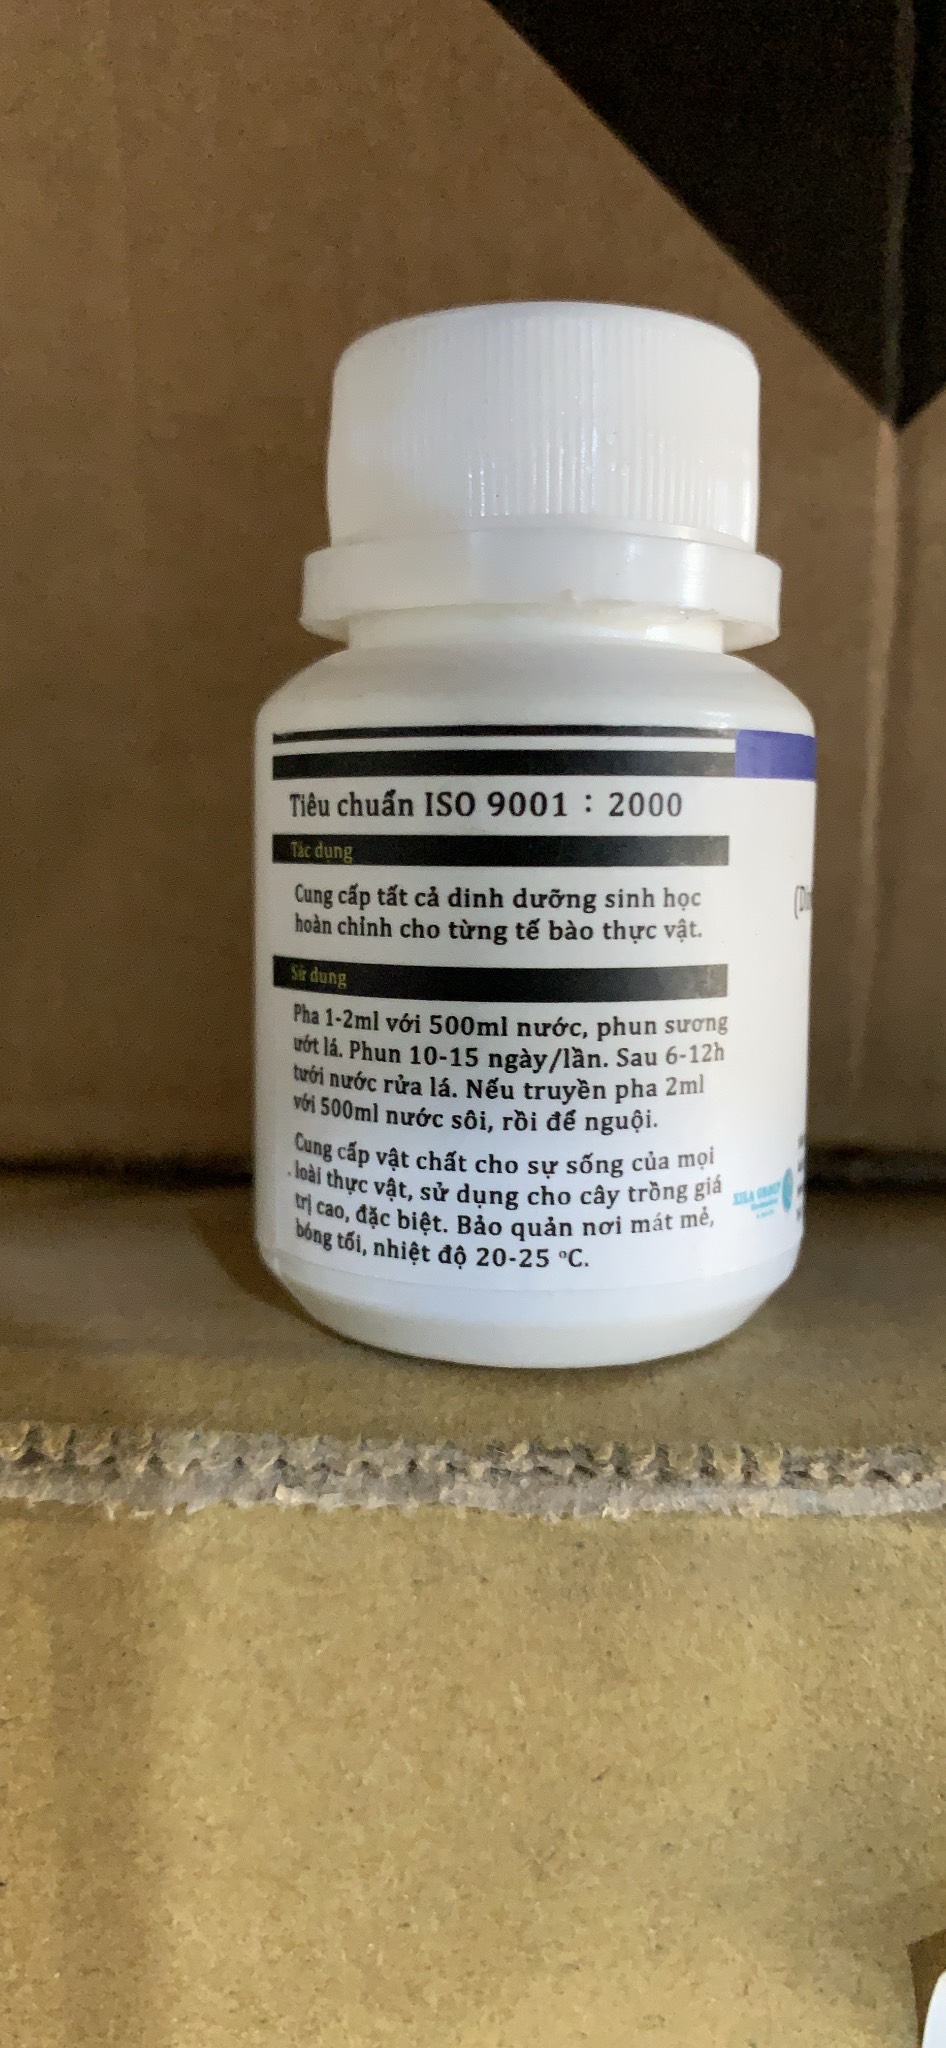 Tiêu chuẩn ISO 9001 : 2000
Tác dụng
Cung cấp tất cả dinh dưỡng sinh học
hoàn chỉnh cho từng tế bào thực vật.
Sử dụng
Pha 1-2ml với 500ml nước, phun sương
ướt lá. Phun 10-15 ngày/lần. Sau 6-12h
tưới nước rửa lá. Nếu truyền pha 2ml
với 500ml nước sôi, rồi để nguội.
Cung cấp vật chất cho sự sống của mọi
loài thực vật, sử dụng cho cây trồng giá
trị cao, đặc biệt. Bảo quản nơi mát mẻ,
bóng tối, nhiệt độ 20-25 °C.